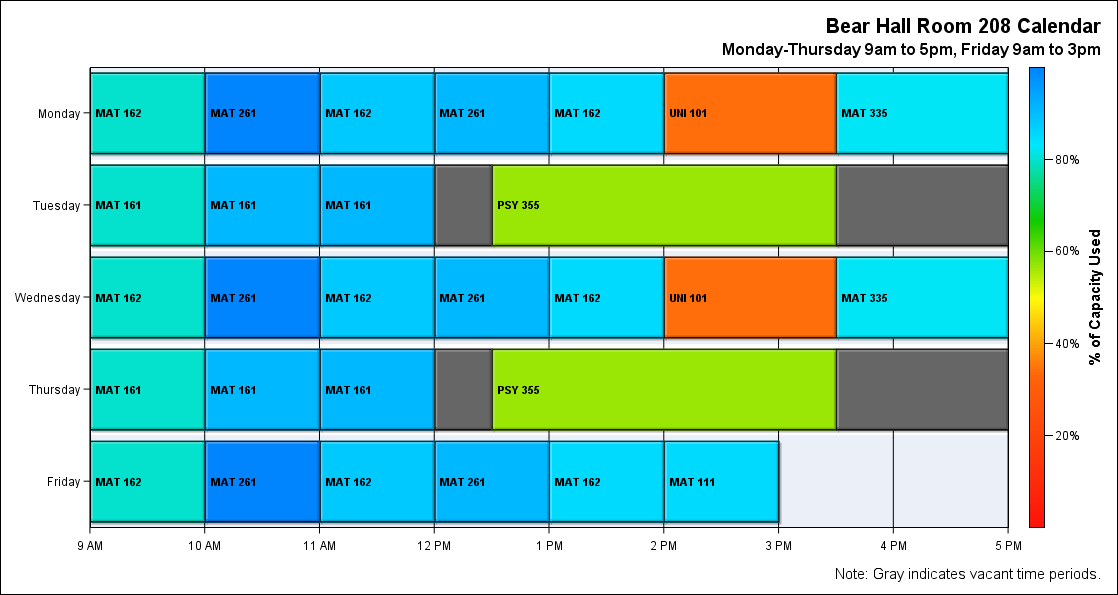 Bear Hall Room 208 Calendar
Monday-Thursday 9am to 5pm, Friday 9am to 3pm
Monday
MAT 162
MAT 261
MAT 162
MAT 261
MAT 162
UNI 101
MAT 335
Tuesday
MAT 161
MAT 161
MAT 161
PSY 355
Wednesday
MAT 162
MAT 261
MAT 162
MAT 261
MAT 162
UNI 101
MAT 335
Thursday
MAT 161
MAT 161
MAT 161
PSY 355
Friday
MAT 162
MAT 261
MAT 162
MAT 261
MAT 162
MAT 111
9 AM
10 AM
11 AM
12 PM
1 PM
2 PM
3 PM
4 PM
5 PM
80%
60%
40%
20%
% of Capacity Used
Note: Gray indicates vacant time periods.